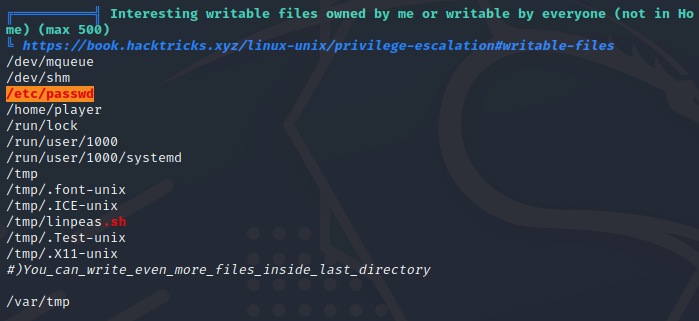 ╔══════════╣ Interesting writable files owned by me or writable by everyone (not in Ho
me) (max 500)
╚ https://book.hacktricks.xyz/linux-unix/privilege-escalation#writable-files
/dev/mqueue
/dev/shm
/etc/passwd
/home/player
/run/lock
/run/user/1000
/run/user/1000/systemd
/tmp
/tmp/.font-unix
/tmp/.ICE-unix
/tmp/linpeas.sh
/tmp/.Test-unix
/tmp/.X11-unix
#)You_can_write_even_more_files_inside_last_directory
/var/tmp